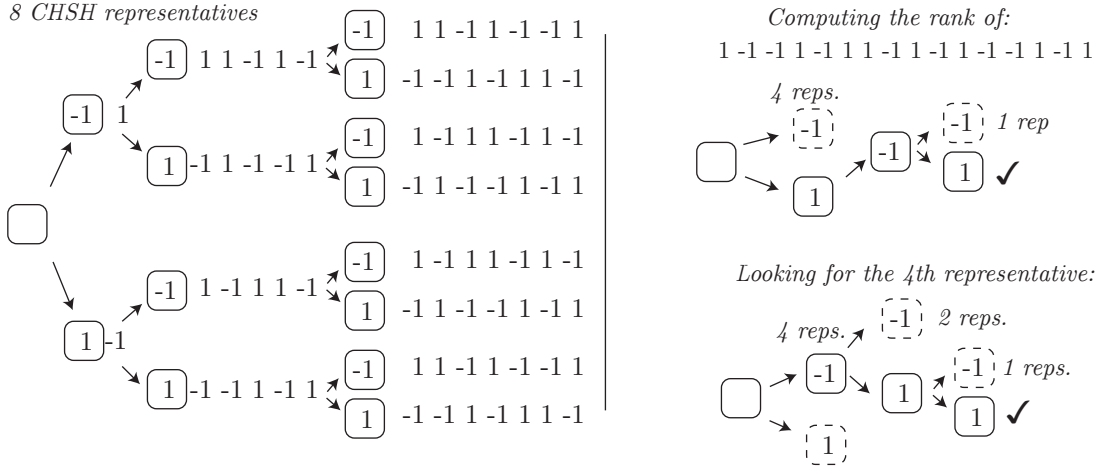 8 CHSH representatives
-1 1 1 -1 1 -1 -1 1
-1 1 1 -1 1 -1
1 -1 -1 1 -1 1 1 -1
-1 1
-1 1 -1 1 1 -1 1 -1
1 -1 1 -1 -1 1
1 -1 1 -1 -1 1 -1 1
-1 1 -1 1 1 -1 1 -1
-1 1 -1 1 1 -1
1 -1 1 -1 -1 1 -1 1
1 -1
-1 1 1 -1 1 -1 -1 1
1 -1 -1 1 -1 1
1 -1 -1 1 -1 1 1 -1
Computing the rank of:
1 -1 -1 1 -1 1 1 -1 1 -1 1 -1 -1 1 -1 1
4 reps.
-1
-1 -1 1 rep
1 1 ✓
Looking for the 4th representative:
-1 2 reps.
4 reps.
-1 -1 1 reps.
1 1 ✓
1